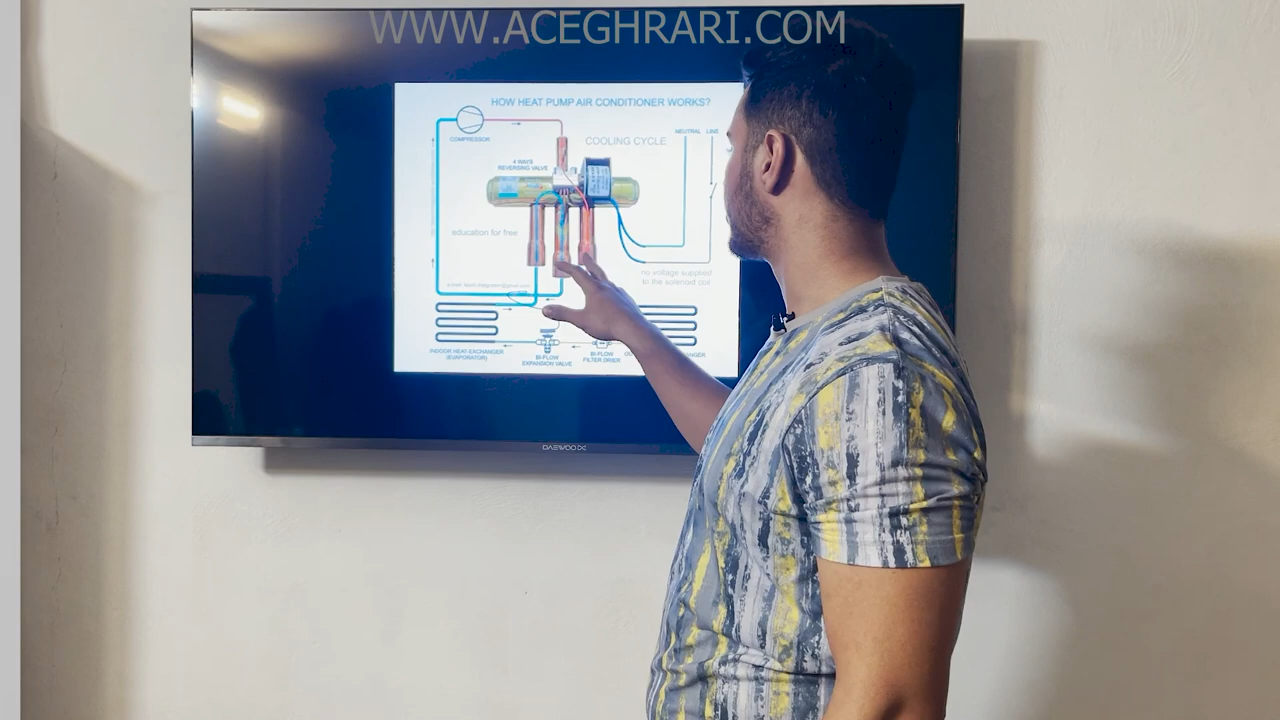 WWW.ACEGHRARI.COM
HOW HEAT PUMP AIR CONDITIONER WORKS?
COMPRESSOR
COOLING CYCLE
NEUTRAL
LINE
4 WAYS
REVERSING VALVE
education for free
no voltage supplied
to the solenoid coil
INDOOR HEAT EXCHANGER
(EVAPORATOR)
BI-FLOW
EXPANSION VALVE
BI-FLOW
FILTER DRIER
DAEWOO